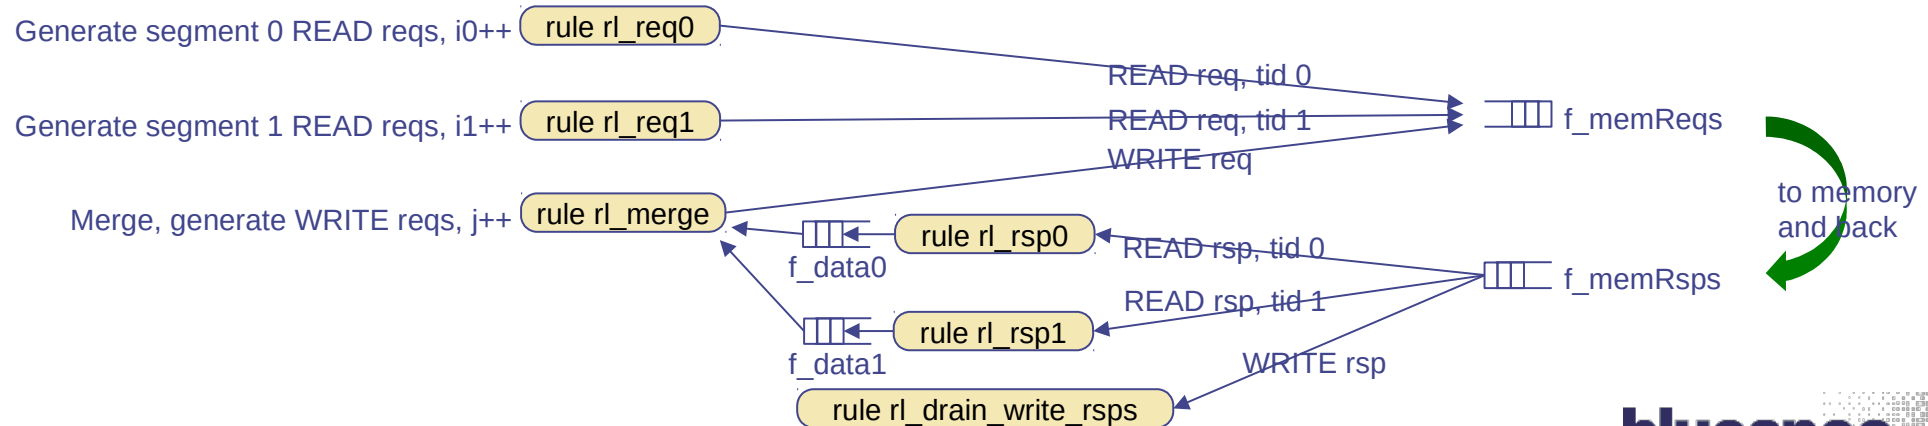 Generate segment 0 READ reqs, i0++
rule rl_req0
READ req, tid 0
Generate segment 1 READ reqs, i1++
rule rl_req1
READ req, tid 1
f_memReqs
WRITE req
Merge, generate WRITE reqs, j++
rule rl_merge
to memory
and back
rule rl_rsp0
READ rsp, tid 0
f_data0
f_memRsps
READ rsp, tid 1
rule rl_rsp1
f_data1
WRITE rsp
rule rl_drain_write_rsps